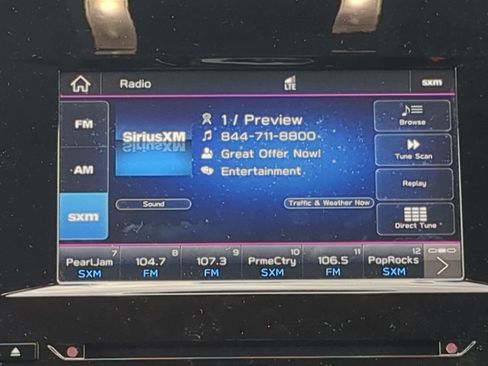 Radio
LTE
sxm
FM
AM
sxm
SiriusXM
1 / Preview
844-711-8800
Great Offer Now!
Entertainment
Sound
Traffic & Weather Now
Browse
Tune Scan
Replay
Direct Tune
7 8 9 10 11 12
PearlJam 104.7 107.3 PrmeCtry 106.5 PopRocks
SXM FM FM SXM FM SXM